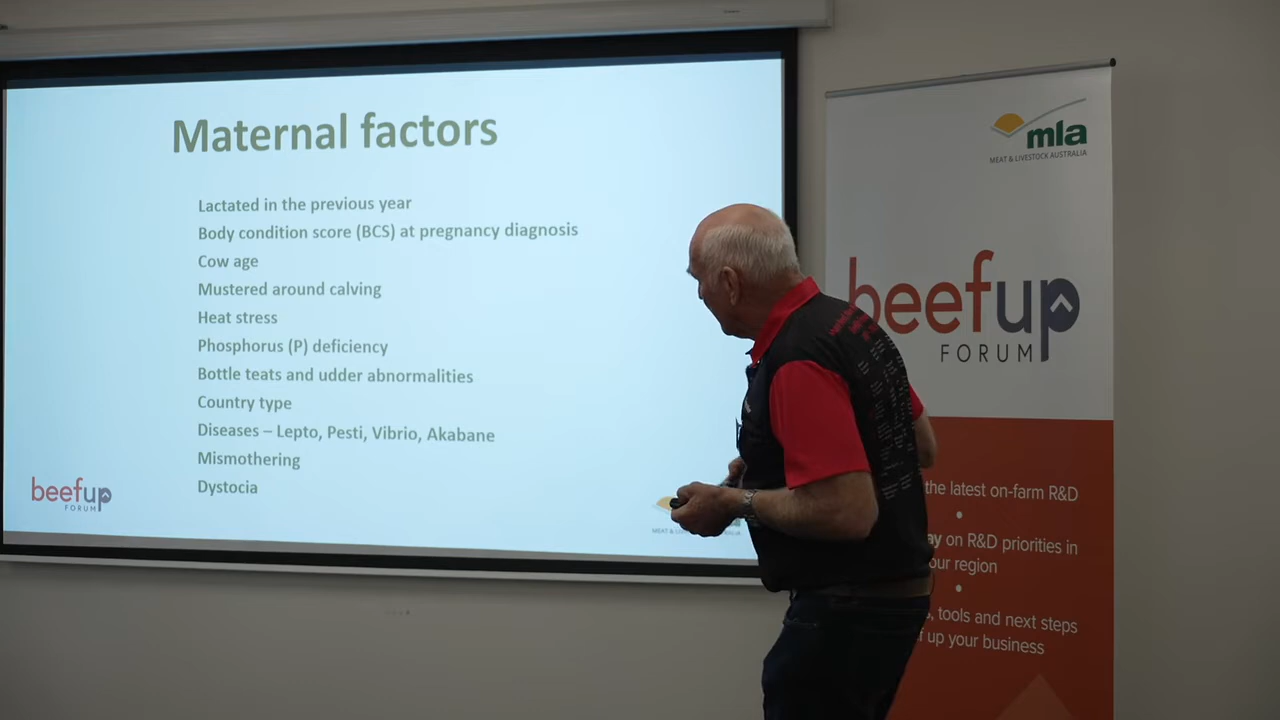 Maternal factors
Lactated in the previous year
Body condition score (BCS) at pregnancy diagnosis
Cow age
Mustered around calving
Heat stress
Phosphorus (P) deficiency
Bottle teats and udder abnormalities
Country type
Diseases – Lepto, Pesti, Vibrio, Akabane
Mismothering
Dystocia
beefup
FORUM
mla
MEAT & LIVESTOCK AUSTRALIA
beefup
FORUM
the latest on-farm R&D
•
on R&D priorities in
region
•
tools and next steps
up your business